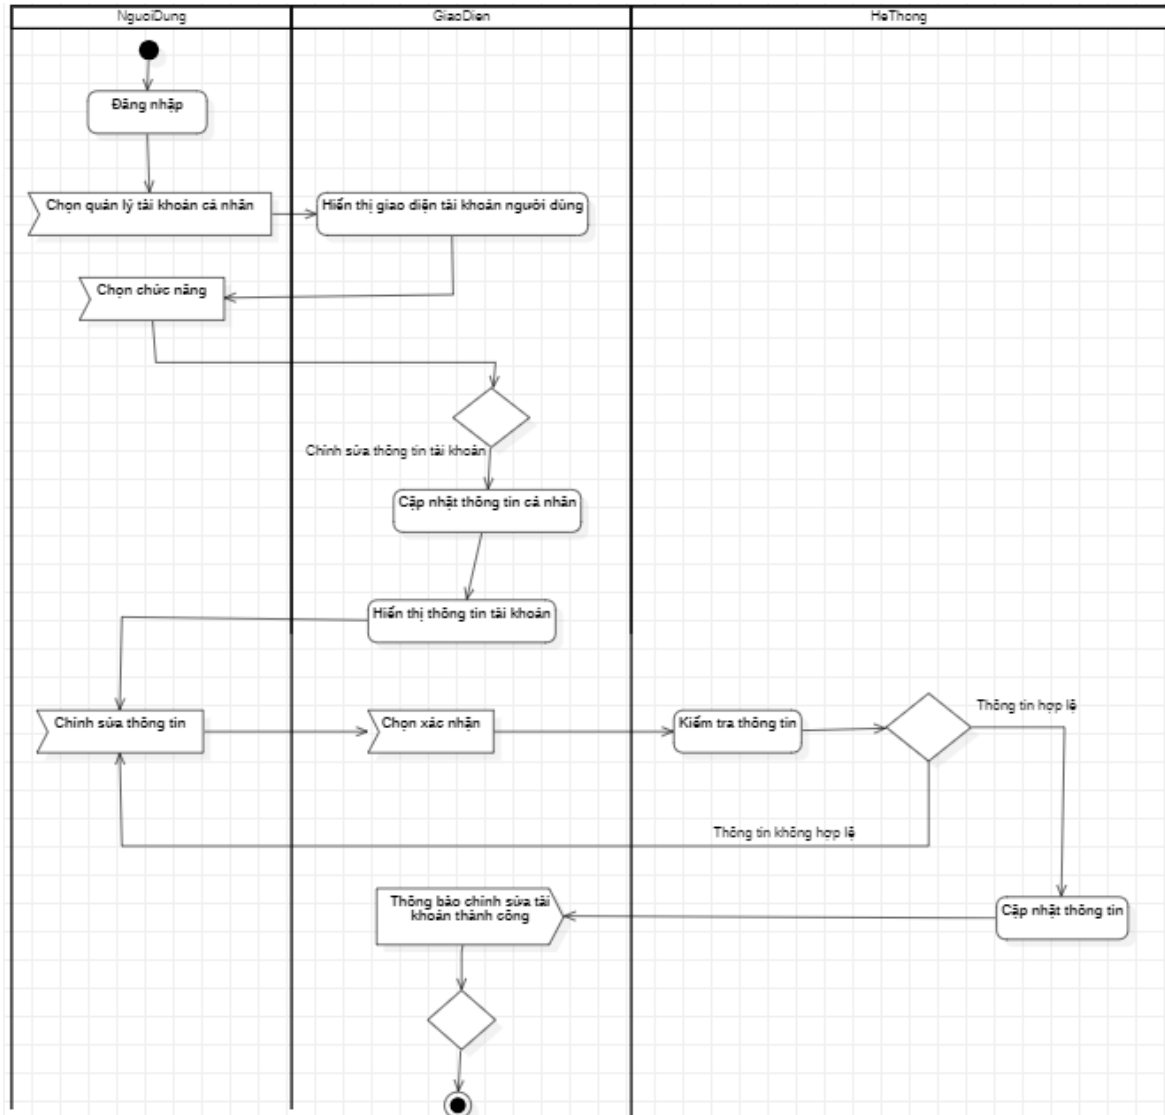 NguoiDung
GiaoDien
HeThong
Đăng nhập
Chọn quản lý tài khoản cá nhân
Hiển thị giao diện tài khoản người dùng
Chọn chức năng
Chỉnh sửa thông tin tài khoản
Cập nhật thông tin cá nhân
Hiển thị thông tin tài khoản
Chỉnh sửa thông tin
Chọn xác nhận
Kiểm tra thông tin
Thông tin hợp lệ
Thông tin không hợp lệ
Thông báo chỉnh sửa tài
khoản thành công
Cập nhật thông tin